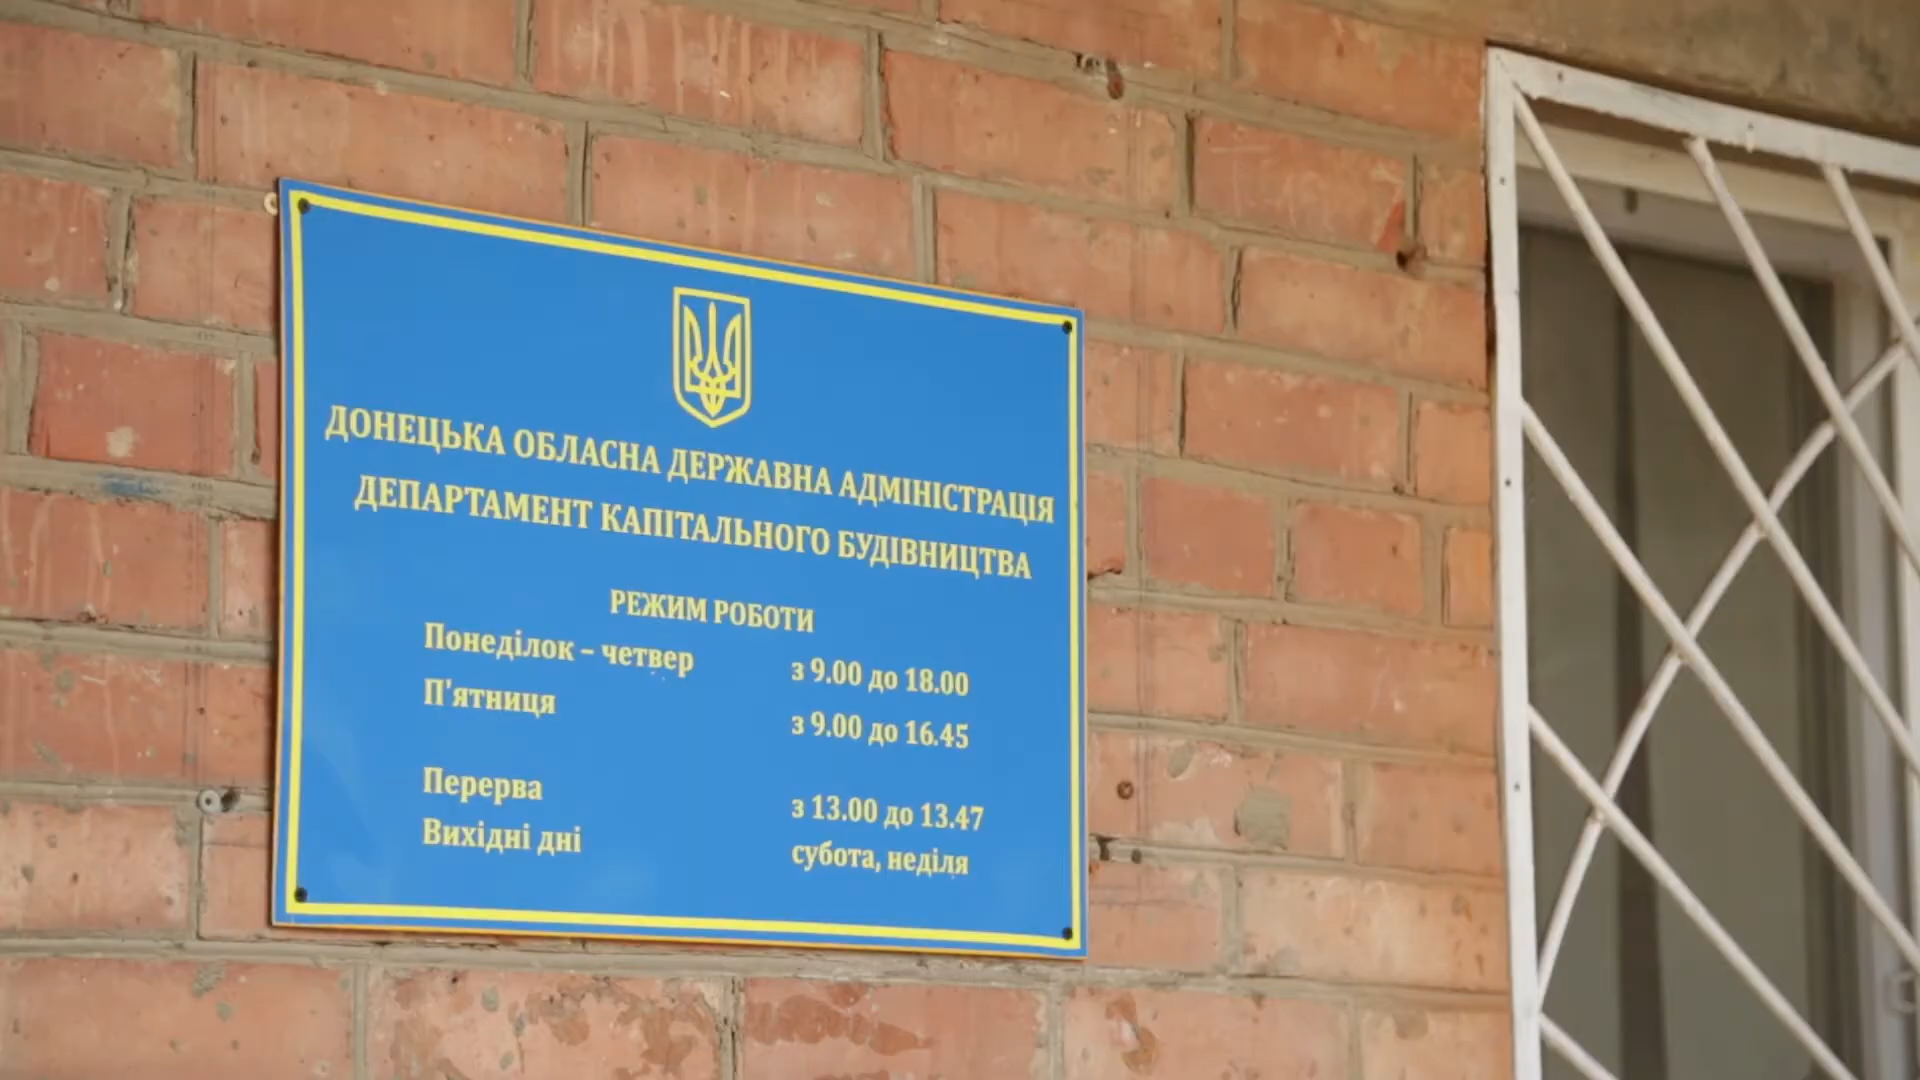 ДОНЕЦЬКА ОБЛАСНА ДЕРЖАВНА АДМІНІСТРАЦІЯ
ДЕПАРТАМЕНТ КАПІТАЛЬНОГО БУДІВНИЦТВА
РЕЖИМ РОБОТИ
Понеділок – четвер з 9.00 до 18.00
П'ятниця з 9.00 до 16.45
Перерва з 13.00 до 13.47
Вихідні дні субота, неділя